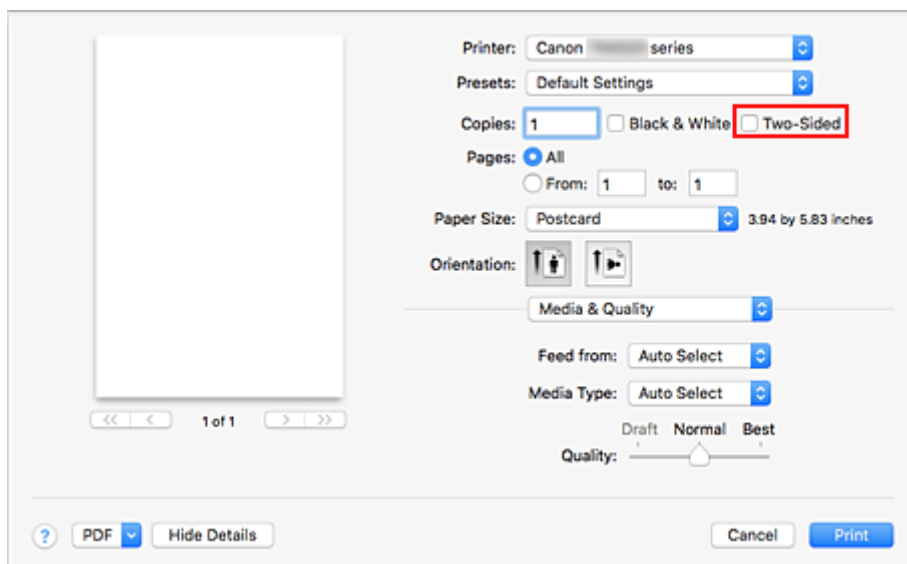 Printer: Canon series
Presets: Default Settings
Copies: 1 Black & White Two-Sided
Pages: All
From: 1 to: 1
Paper Size: Postcard 3.94 by 5.83 inches
Orientation:
Media & Quality
Feed from: Auto Select
Media Type: Auto Select
Draft Normal Best
Quality:
<< < 1 of 1 > >>
? PDF Hide Details Cancel Print